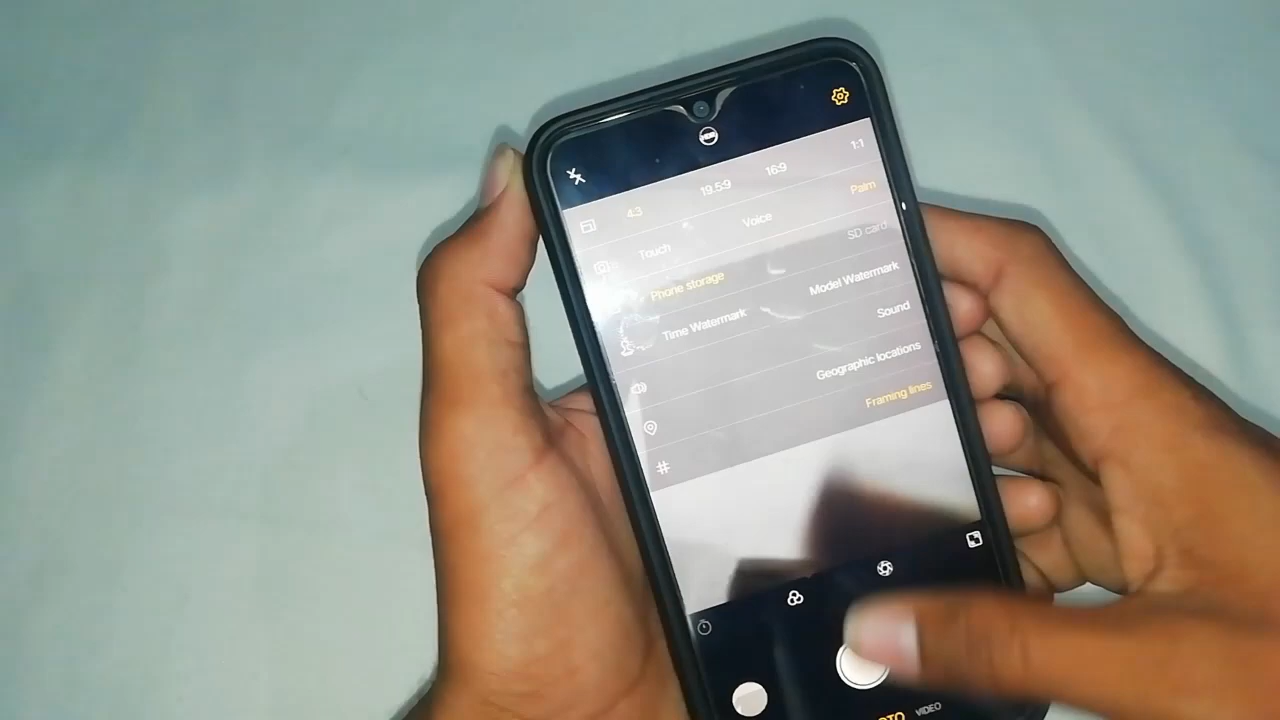 4:3 19.5:9 16:9 1:1
Touch Voice Palm
Phone storage SD card
Time Watermark Model Watermark
Sound
Geographic locations
Framing lines
VIDEO